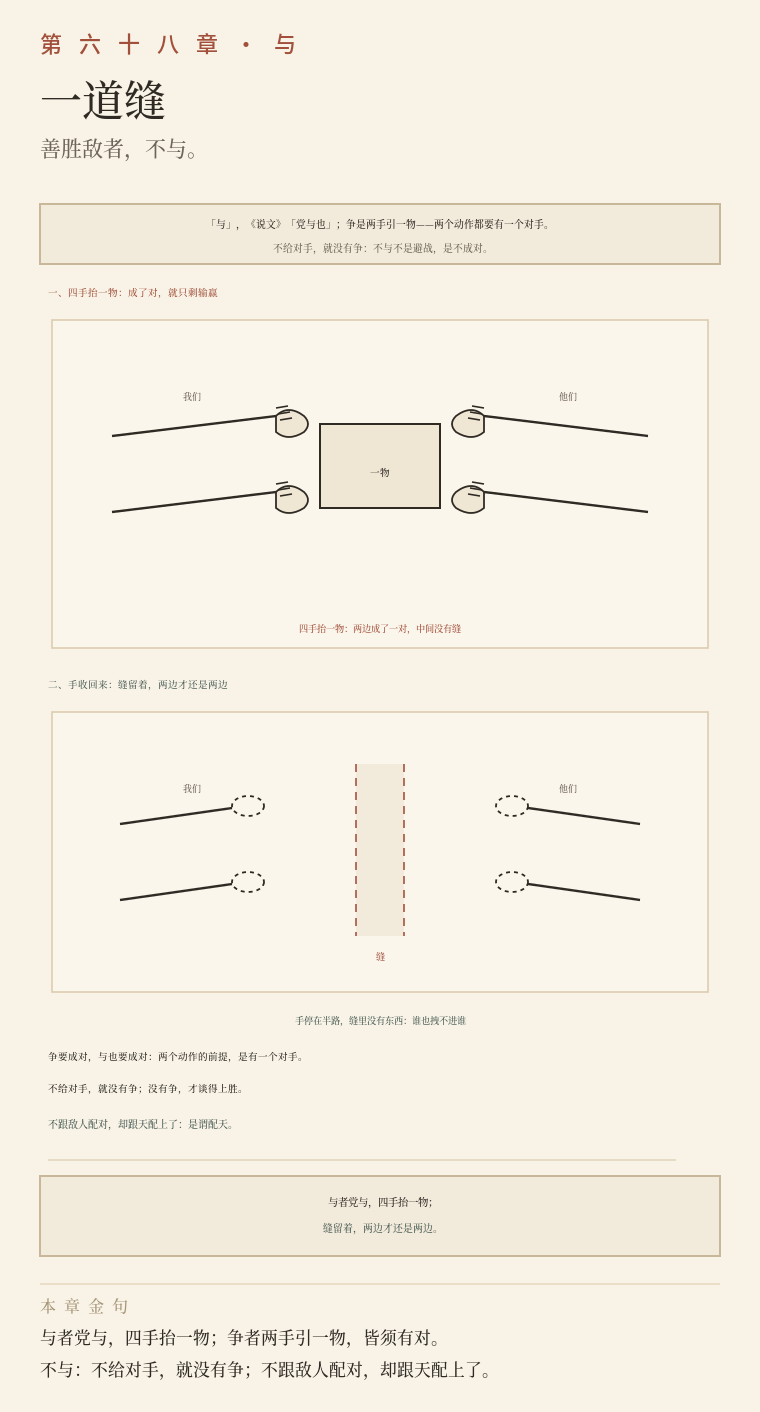 第六十八章·与
一道缝
善胜敌者，不与。
「与」，《说文》「党与也」；争是两手引一物——两个动作都要有一个对手。
不给对手，就没有争：不与不是避战，是不成对。
一、四手抬一物：成了对，就只剩输赢
我们
他们
一物
四手抬一物：两边成了一对，中间没有缝
二、手收回来：缝留着，两边才还是两边
我们
他们
缝
手停在半路，缝里没有东西：谁也拽不进谁
争要成对，与也要成对：两个动作的前提，是有一个对手。
不给对手，就没有争；没有争，才谈得上胜。
不跟敌人配对，却跟天配上了：是谓配天。
与者党与，四手抬一物；
缝留着，两边才还是两边。
本章金句
与者党与，四手抬一物；争者两手引一物，皆须有对。
不与：不给对手，就没有争；不跟敌人配对，却跟天配上了。